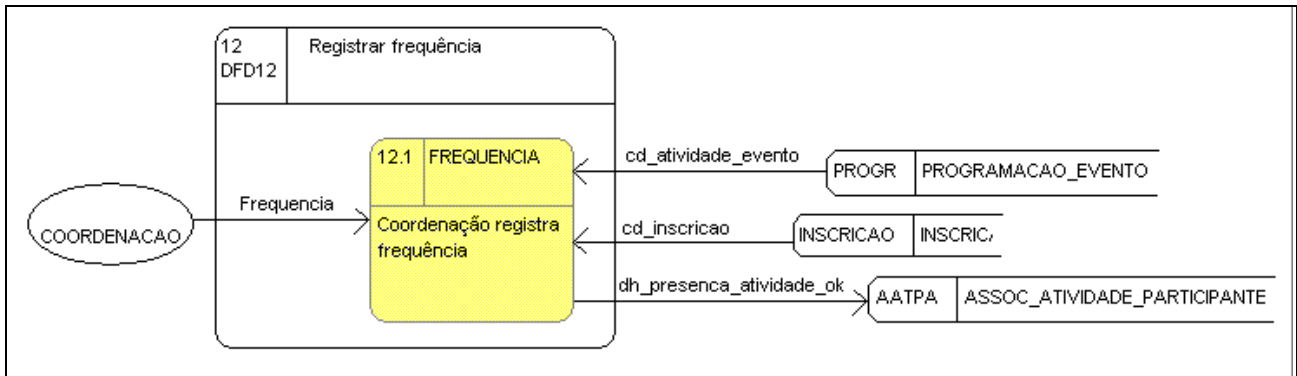 12 Registrar frequência
DFD12
12.1 FREQUENCIA
cd_atividade_evento
PROGR PROGRAMACAO_EVENTO
Frequencia
COORDENACAO
Coordenação registra
frequência
cd_inscricao
INSCRICAO INSCRIC
dh_presenca_atividade_ok
AATPA ASSOC_ATIVIDADE_PARTICIPANTE